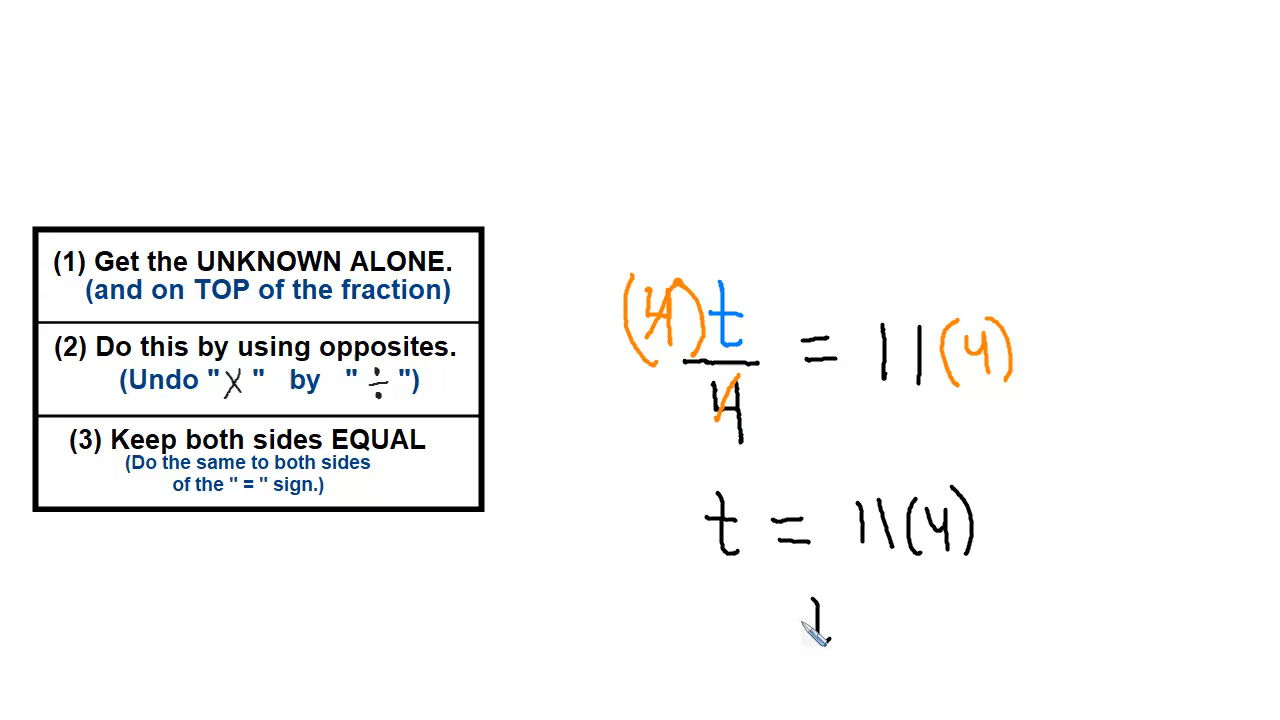 (1) Get the UNKNOWN ALONE.
(and on TOP of the fraction)
(2) Do this by using opposites.
(Undo "X" by "÷")
(3) Keep both sides EQUAL
(Do the same to both sides
of the "=" sign.)
(4) t
—
4
= 11 (4)
t = 11 (4)